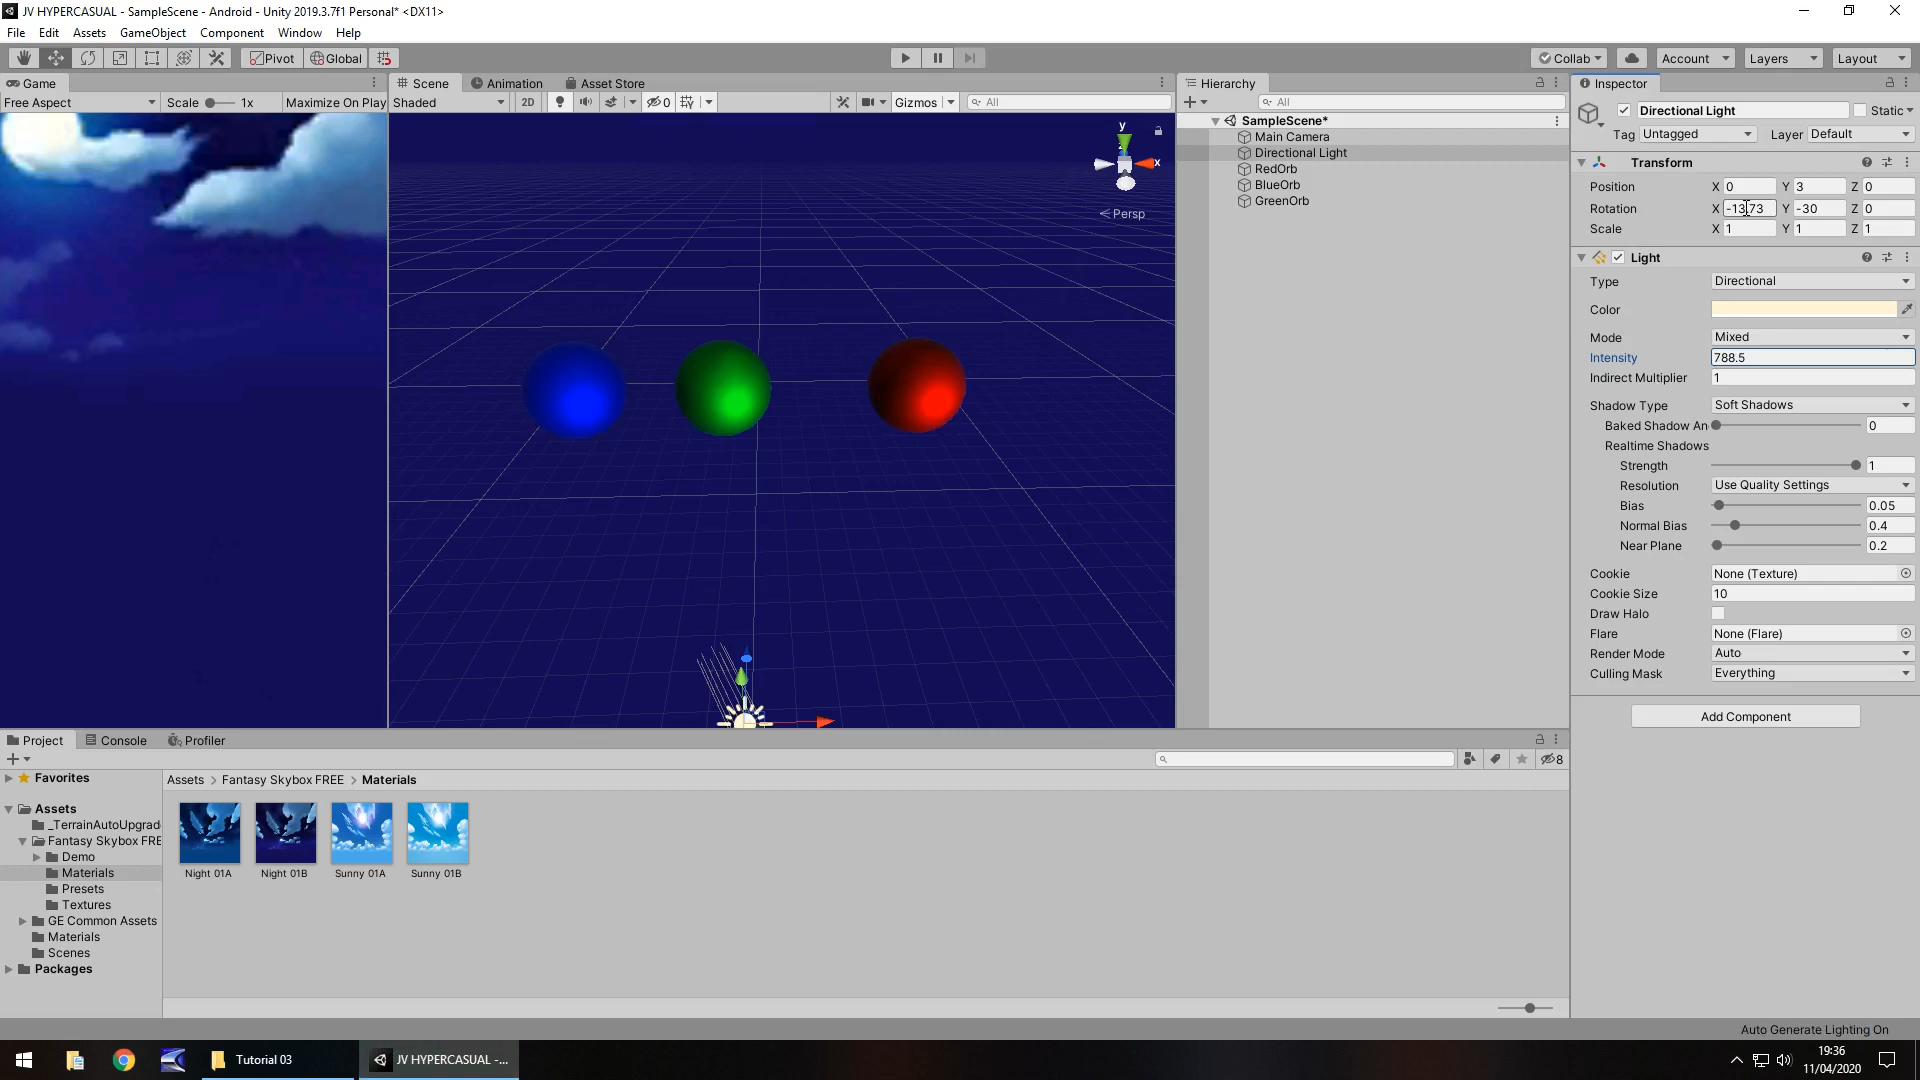 JV HYPERCASUAL - SampleScene - Android - Unity 2019.3.7f1 Personal* <DX11>
File Edit Assets GameObject Component Window Help
Pivot Global Collab Account Layers Layout
Game
Free Aspect Scale 1x Maximize On Play
Scene Animation Asset Store
Shaded 2D 0 Gizmos All
y
x
< Persp
Hierarchy
All
SampleScene*
Main Camera
Directional Light
RedOrb
BlueOrb
GreenOrb
Inspector
Directional Light Static
Tag Untagged Layer Default
Transform
Position X 0 Y 3 Z 0
Rotation X -13.73 Y -30 Z 0
Scale X 1 Y 1 Z 1
Light
Type Directional
Color
Mode Mixed
Intensity 788.5
Indirect Multiplier 1
Shadow Type Soft Shadows
Baked Shadow An 0
Realtime Shadows
Strength 1
Resolution Use Quality Settings
Bias 0.05
Normal Bias 0.4
Near Plane 0.2
Cookie None (Texture)
Cookie Size 10
Draw Halo
Flare None (Flare)
Render Mode Auto
Culling Mask Everything
Add Component
Project Console Profiler
8
Favorites
Assets
_TerrainAutoUpgrad
Fantasy Skybox FRE
Demo
Materials
Presets
Textures
GE Common Assets
Materials
Scenes
Packages
Assets > Fantasy Skybox FREE > Materials
Night 01A Night 01B Sunny 01A Sunny 01B
Auto Generate Lighting On
Tutorial 03
JV HYPERCASUAL -...
19:36
11/04/2020